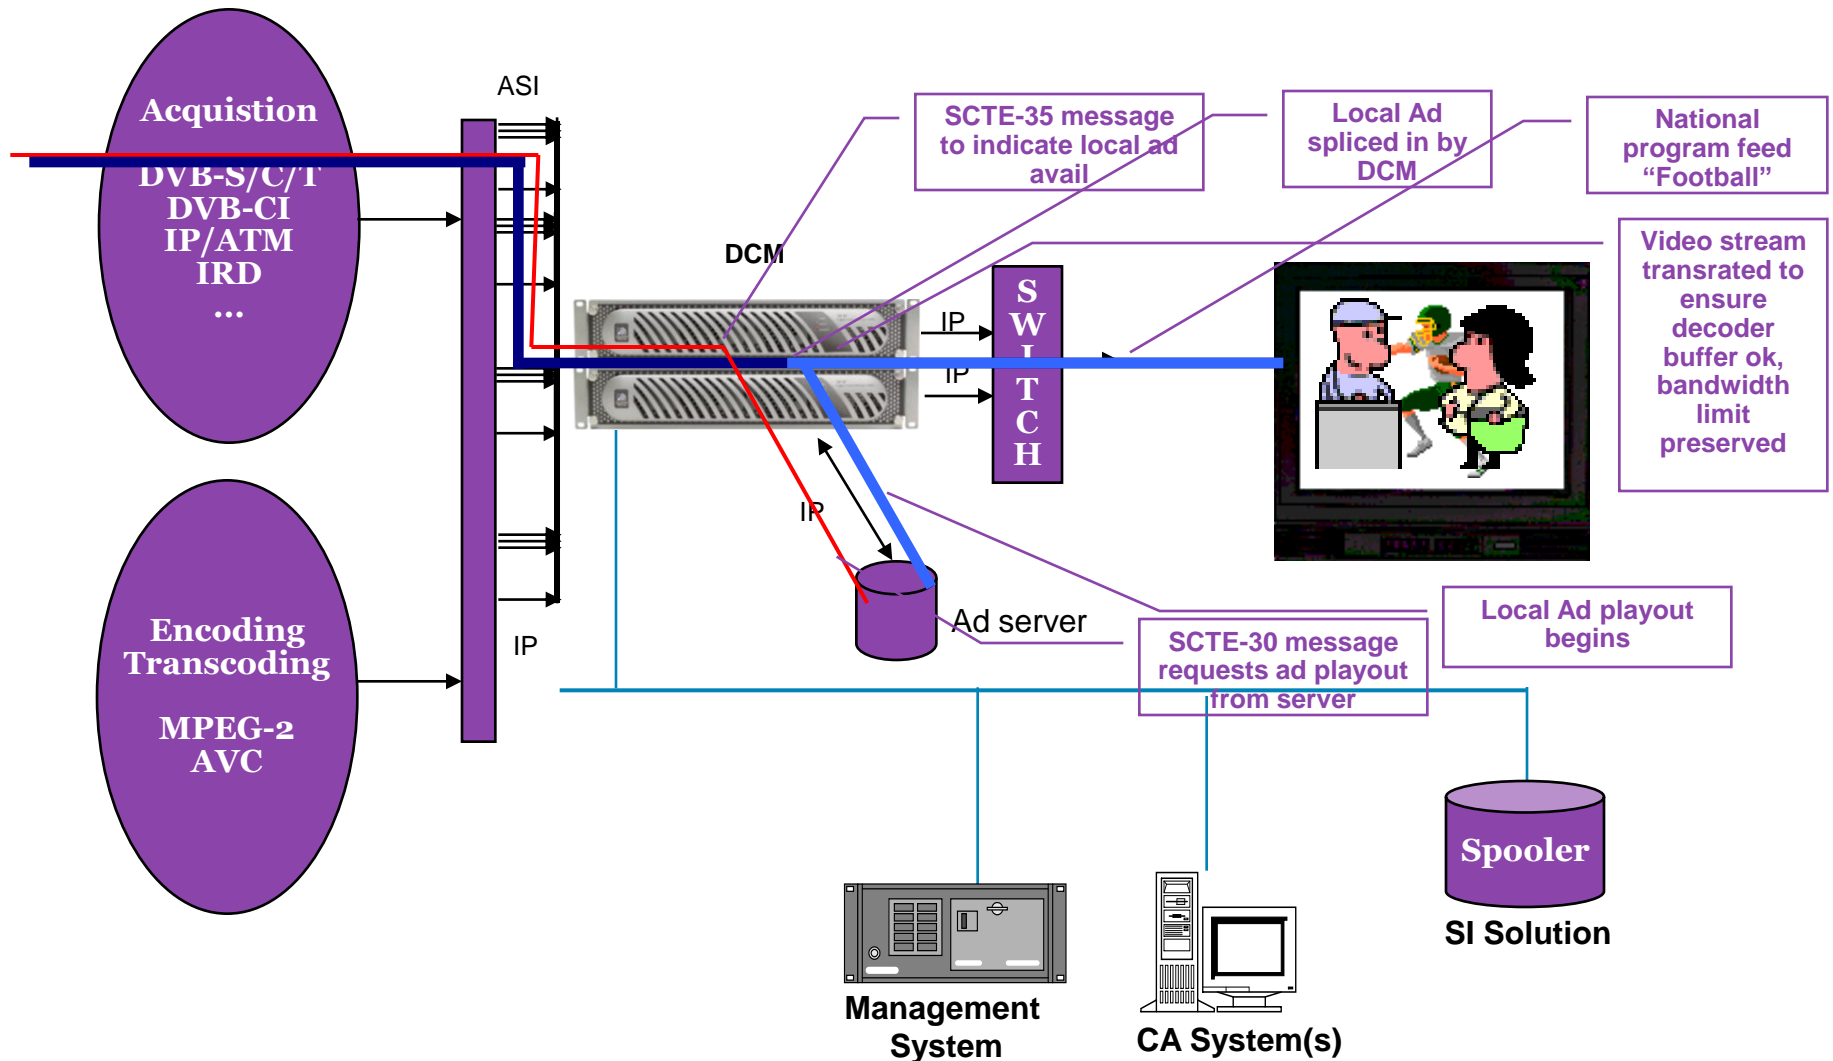 ASI
Acquistion
DVB-S/C/T
DVB-CI
IP/ATM
IRD
...
SCTE-35 message
to indicate local ad
avail
Local Ad
spliced in by
DCM
National
program feed
“Football”
Video stream
transrated to
ensure
decoder
buffer ok,
bandwidth
limit
preserved
DCM
IP
IP
S
W
I
T
C
H
IP
Ad server
Local Ad playout
begins
SCTE-30 message
requests ad playout
from server
Encoding
Transcoding
MPEG-2
AVC
IP
Spooler
SI Solution
Management
System
CA System(s)